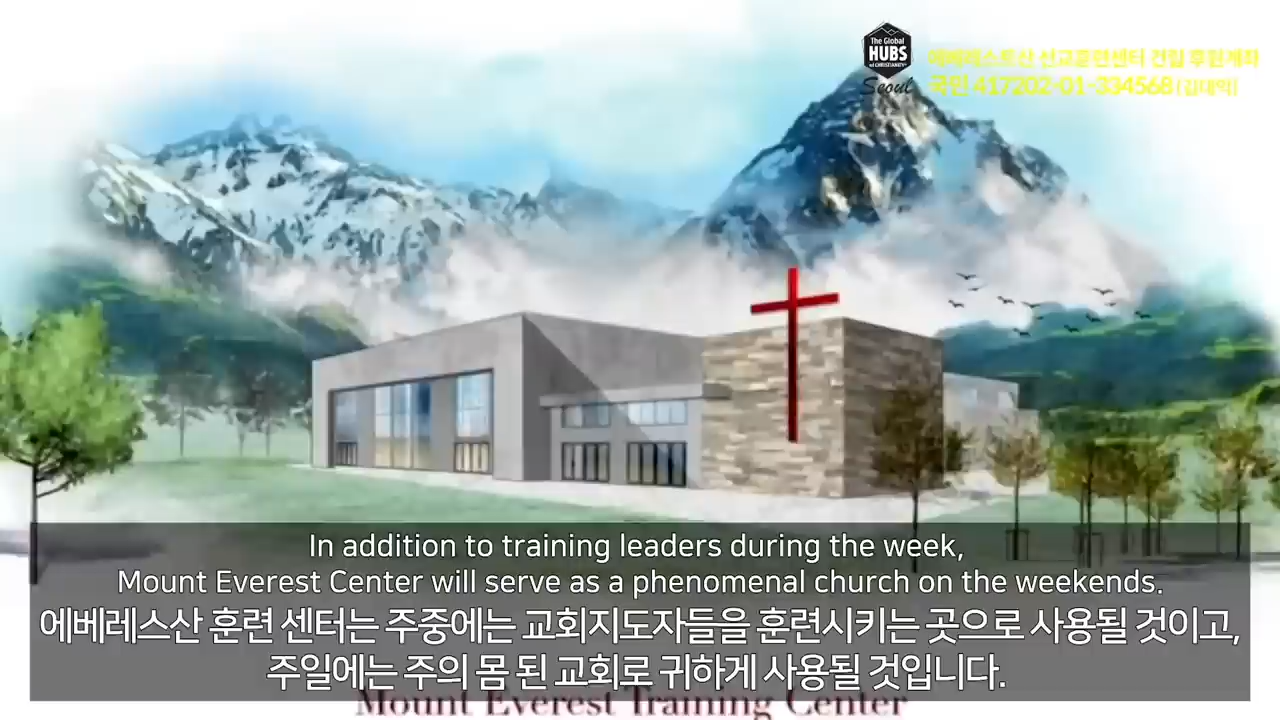 The Global
HUBS
of CHRISTIANITY
Seoul
에베레스트산 선교훈련센터 건립 후원계좌
국민 417202-01-334568 (김대억)
In addition to training leaders during the week,
Mount Everest Center will serve as a phenomenal church on the weekends.
에베레스산 훈련 센터는 주중에는 교회지도자들을 훈련시키는 곳으로 사용될 것이고,
주일에는 주의 몸 된 교회로 귀하게 사용될 것입니다.
Mount Everest Training Center